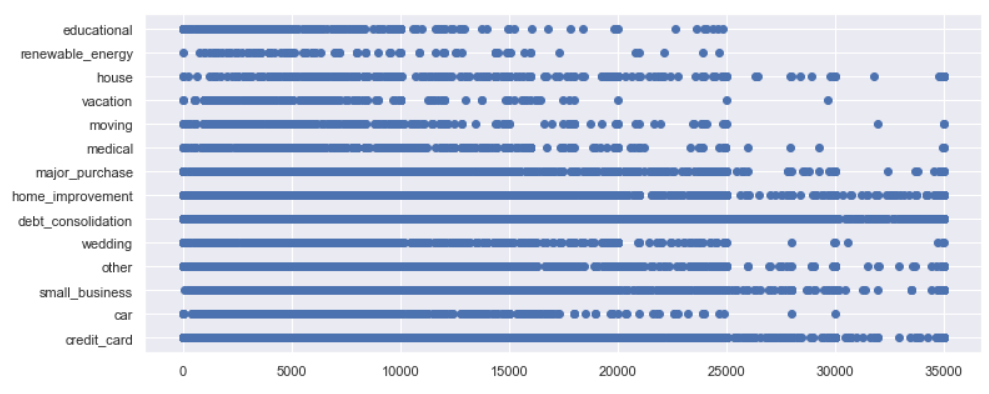 educational
renewable_energy
house
vacation
moving
medical
major_purchase
home_improvement
debt_consolidation
wedding
other
small_business
car
credit_card
0 5000 10000 15000 20000 25000 30000 35000